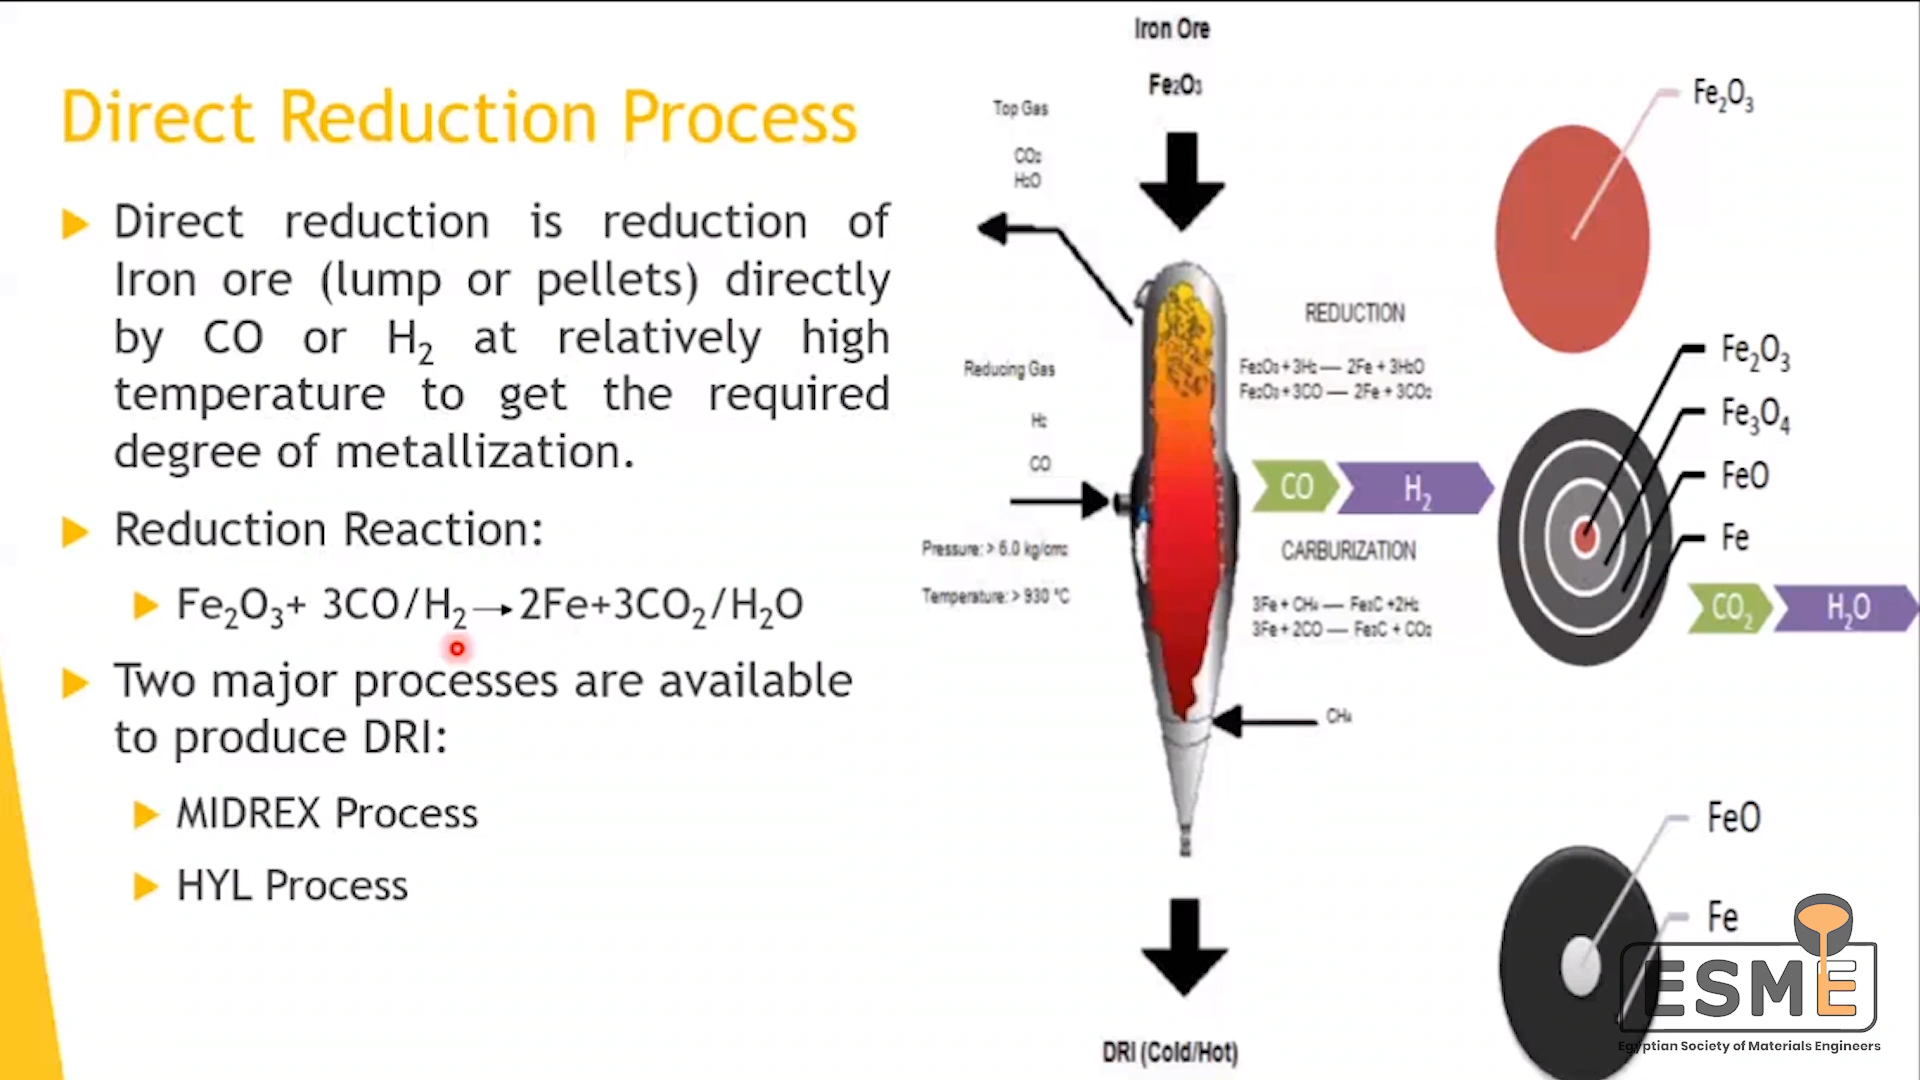 Direct Reduction Process
Direct reduction is reduction of
Iron ore (lump or pellets) directly
by CO or H₂ at relatively high
temperature to get the required
degree of metallization.
Reduction Reaction:
Fe₂O₃+ 3CO/H₂→2Fe+3CO₂/H₂O
Two major processes are available
to produce DRI:
MIDREX Process
HYL Process
Iron Ore
Fe₂O₃
Top Gas
CO₂
H₂O
Reducing Gas
H₂
CO
Pressure: > 6.0 kg/cm₂
Temperature: > 930 °C
REDUCTION
Fe₂O₃ + 3H₂ — 2Fe + 3H₂O
Fe₂O₃ + 3CO — 2Fe + 3CO₂
CO
H₂
CARBURIZATION
3Fe + CH₄ — Fe₃C +2H₂
3Fe + 2CO — Fe₃C + CO₂
CH₄
DRI (Cold/Hot)
Fe₂O₃
Fe₂O₃
Fe₃O₄
FeO
Fe
CO₂
H₂O
FeO
Fe
ESME
Egyptian Society of Materials Engineers